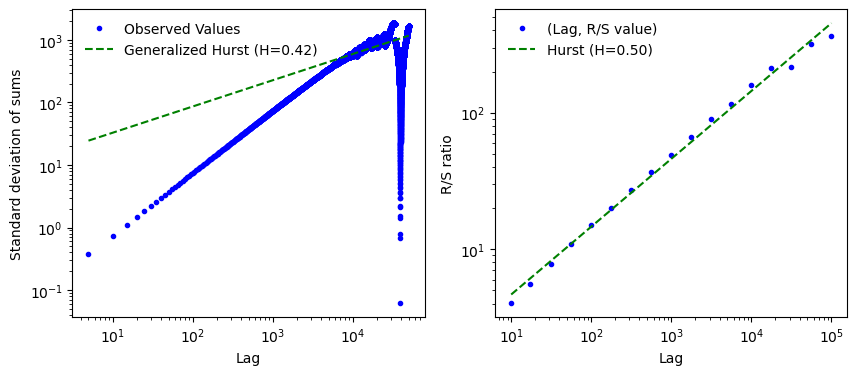 Observed Values
Generalized Hurst (H=0.42)
Standard deviation of sums
10³
10²
10¹
10⁰
10⁻¹
10¹
10²
10³
10⁴
Lag
(Lag, R/S value)
Hurst (H=0.50)
R/S ratio
10²
10¹
10¹
10²
10³
10⁴
10⁵
Lag